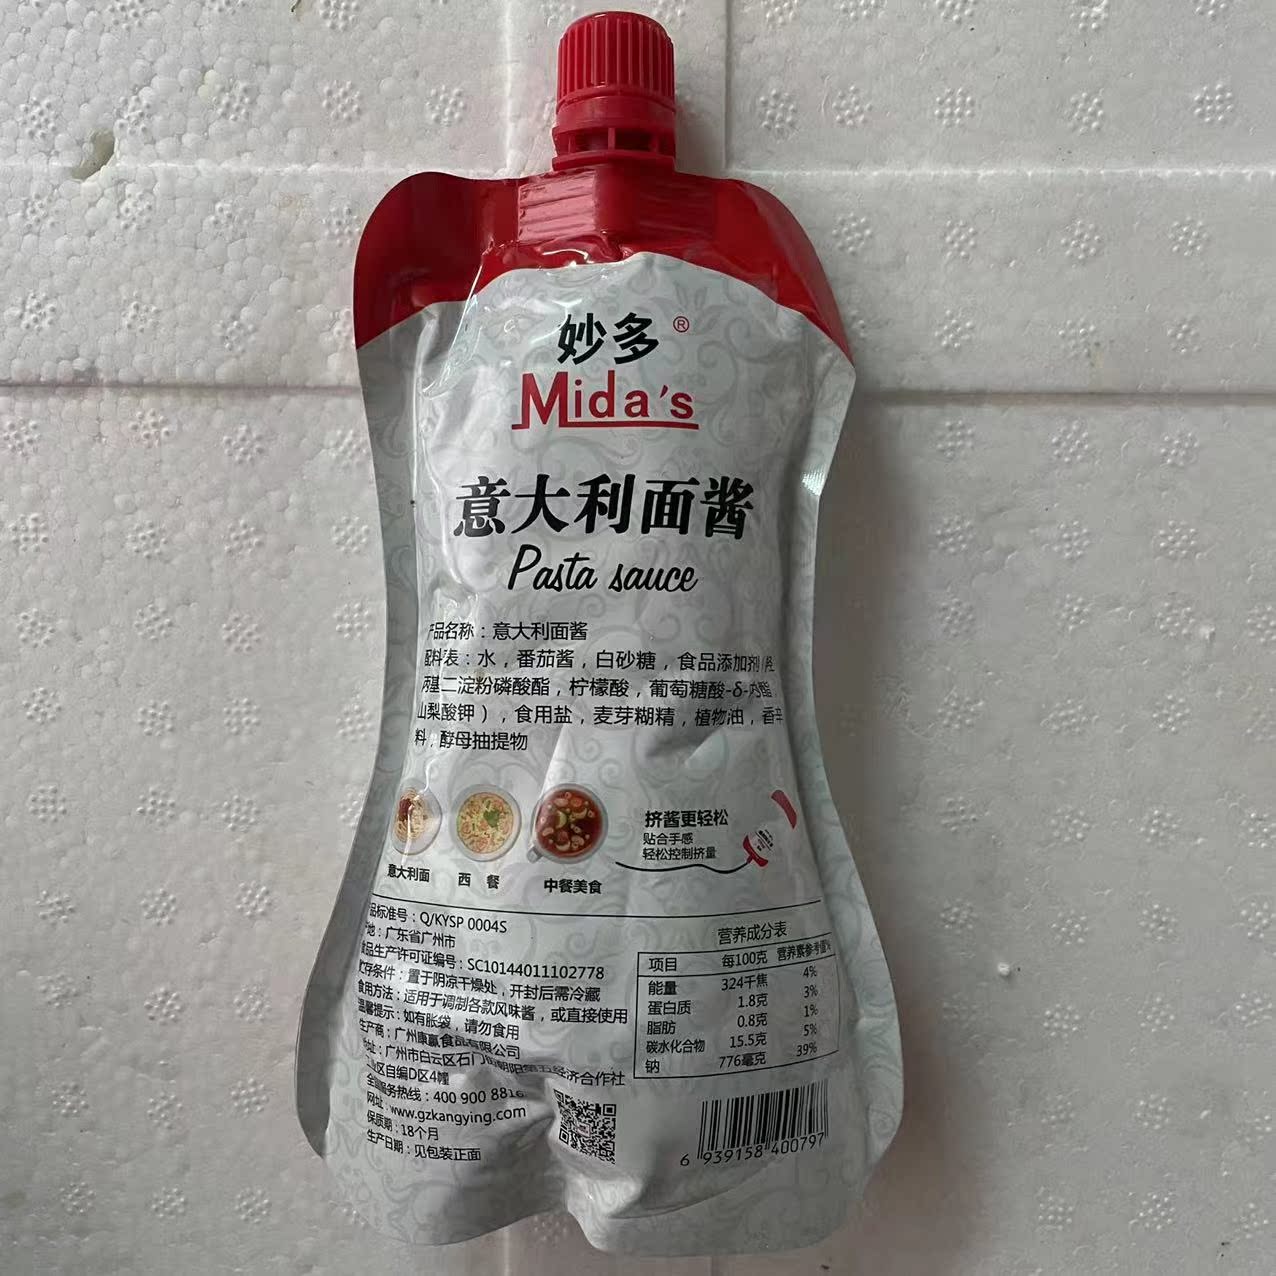 妙多®
Mida's
意大利面酱
Pasta sauce
产品名称：意大利面酱
配料表：水，番茄酱，白砂糖，食品添加剂（羟
丙基二淀粉磷酸酯，柠檬酸，葡萄糖酸-δ-内酯，
山梨酸钾），食用盐，麦芽糊精，植物油，香辛
料，酵母抽提物
意大利面
西 餐
中餐美食
挤酱更轻松
贴合手感
轻松控制挤量
产品标准号：Q/KYSP 0004S
产地：广东省广州市
食品生产许可证编号：SC10144011102778
贮存条件：置于阴凉干燥处，开封后需冷藏
食用方法：适用于调制各款风味酱，或直接使用
温馨提示：如有胀袋，请勿食用
生产商：广州康赢食品有限公司
地址：广州市白云区石门街朝阳第五经济合作社
工业区自编D区4幢
全国服务热线：400 900 8816
网址：www.gzkangying.com
保质期：18个月
生产日期：见包装正面
营养成分表
项目 每100克 营养素参考值%
能量 324千焦 4%
蛋白质 1.8克 3%
脂肪 0.8克 1%
碳水化合物 15.5克 5%
钠 776毫克 39%
6 939158 400797